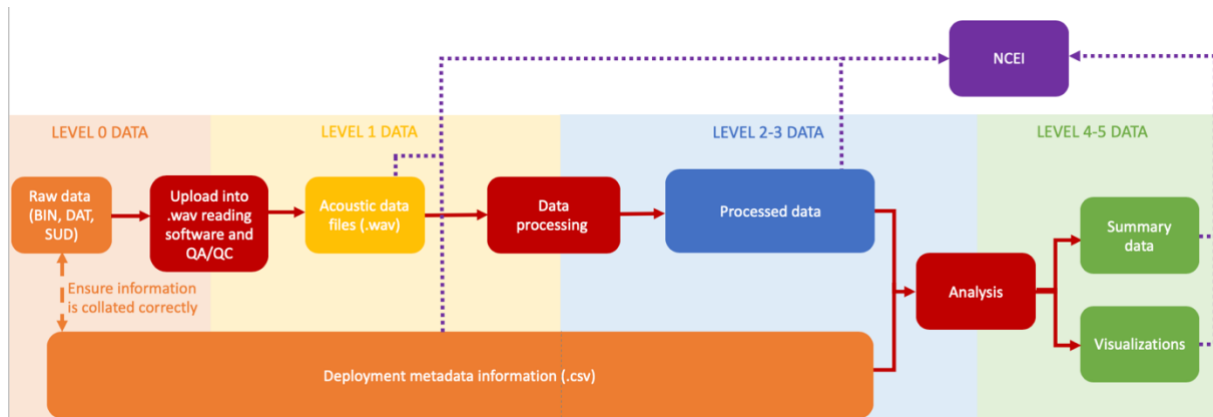 NCEI
LEVEL 0 DATA
LEVEL 1 DATA
LEVEL 2-3 DATA
LEVEL 4-5 DATA
Raw data
(BIN, DAT,
SUD)
Upload into
.wav reading
software and
QA/QC
Acoustic data
files (.wav)
Data
processing
Processed data
Summary
data
Ensure information
is collated correctly
Analysis
Visualizations
Deployment metadata information (.csv)